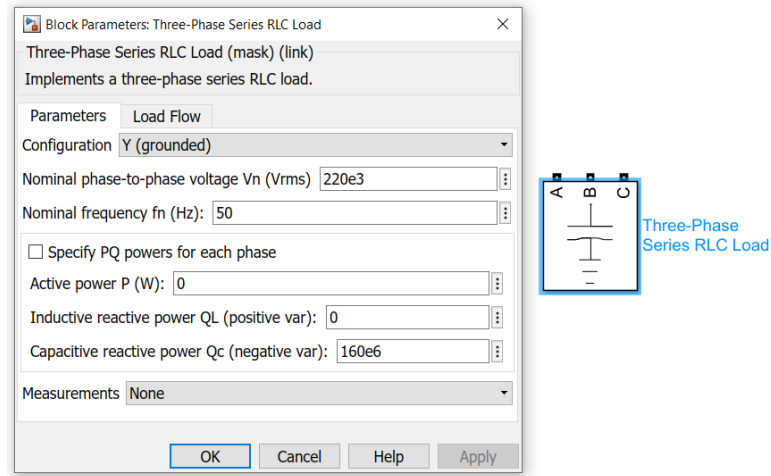 Block Parameters: Three-Phase Series RLC Load
Three-Phase Series RLC Load (mask) (link)
Implements a three-phase series RLC load.
Parameters Load Flow
Configuration Y (grounded)
Nominal phase-to-phase voltage Vn (Vrms) 220e3
Nominal frequency fn (Hz): 50
Specify PQ powers for each phase
Active power P (W): 0
Inductive reactive power QL (positive var): 0
Capacitive reactive power Qc (negative var): 160e6
Measurements None
OK Cancel Help Apply
A B C
Three-Phase
Series RLC Load